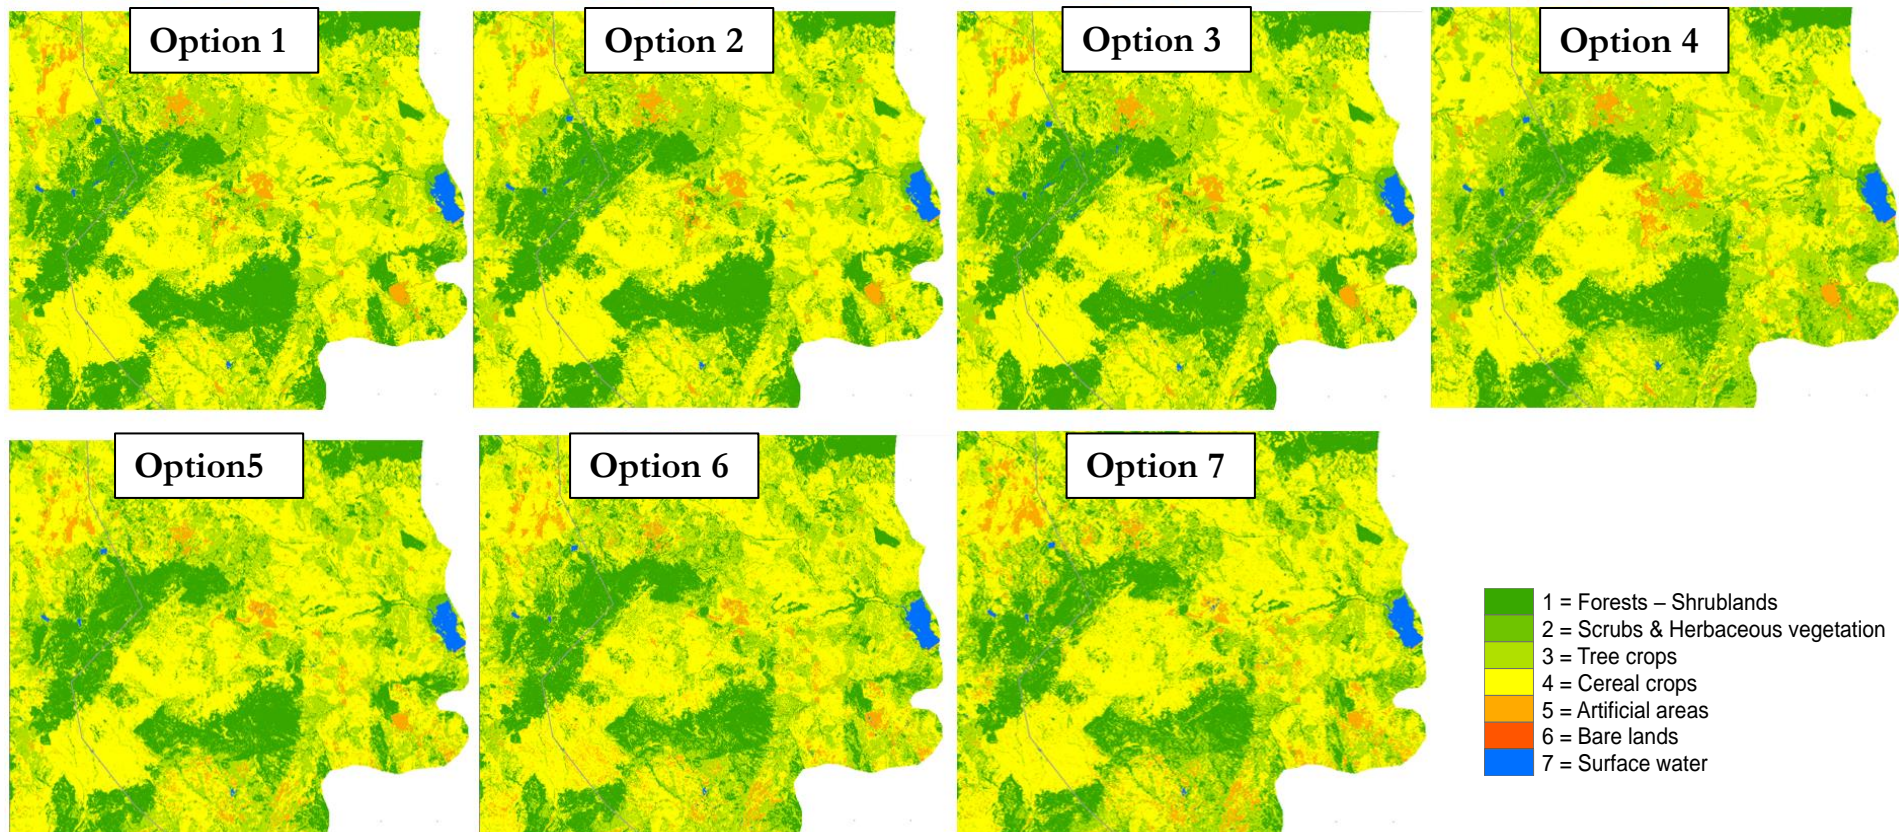 Option 1
Option 2
Option 3
Option 4
Option5
Option 6
Option 7
1 = Forests – Shrublands
2 = Scrubs & Herbaceous vegetation
3 = Tree crops
4 = Cereal crops
5 = Artificial areas
6 = Bare lands
7 = Surface water